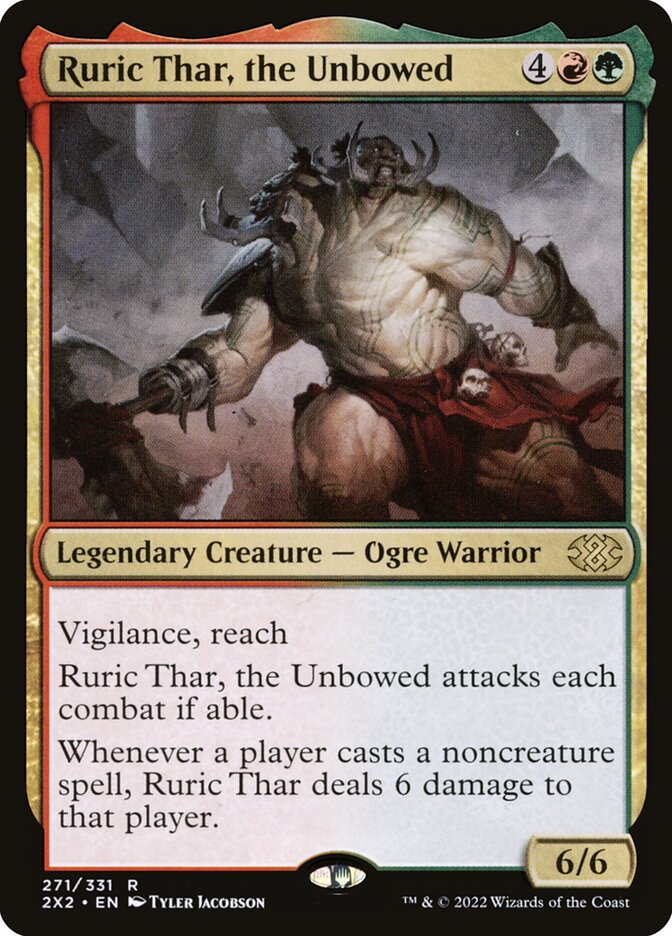 Ruric Thar, the Unbowed 4
Legendary Creature — Ogre Warrior
Vigilance, reach
Ruric Thar, the Unbowed attacks each
combat if able.
Whenever a player casts a noncreature
spell, Ruric Thar deals 6 damage to
that player.
6/6
271/331 R
2X2 • EN Tyler Jacobson
™ & © 2022 Wizards of the Coast